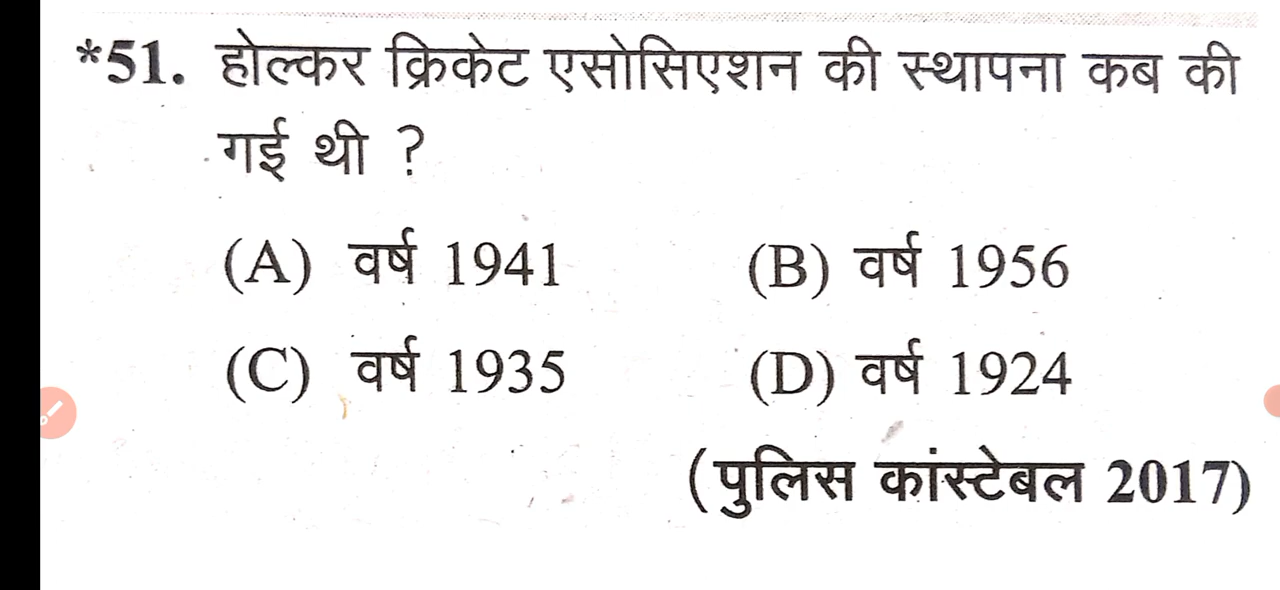 *51. होल्कर क्रिकेट एसोसिएशन की स्थापना कब की
गई थी ?
(A) वर्ष 1941 (B) वर्ष 1956
(C) वर्ष 1935 (D) वर्ष 1924
(पुलिस कांस्टेबल 2017)